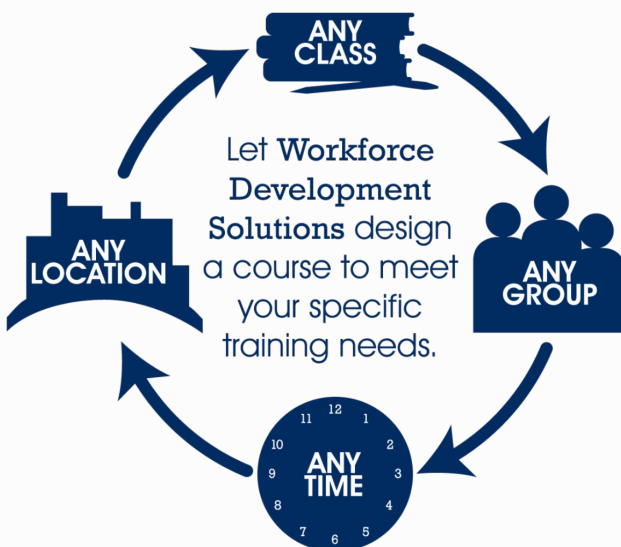 ANY
CLASS
Let Workforce
Development
Solutions design
a course to meet
your specific
training needs.
ANY
GROUP
ANY
TIME
12
1
2
3
4
5
6
7
8
9
10
11
ANY
LOCATION